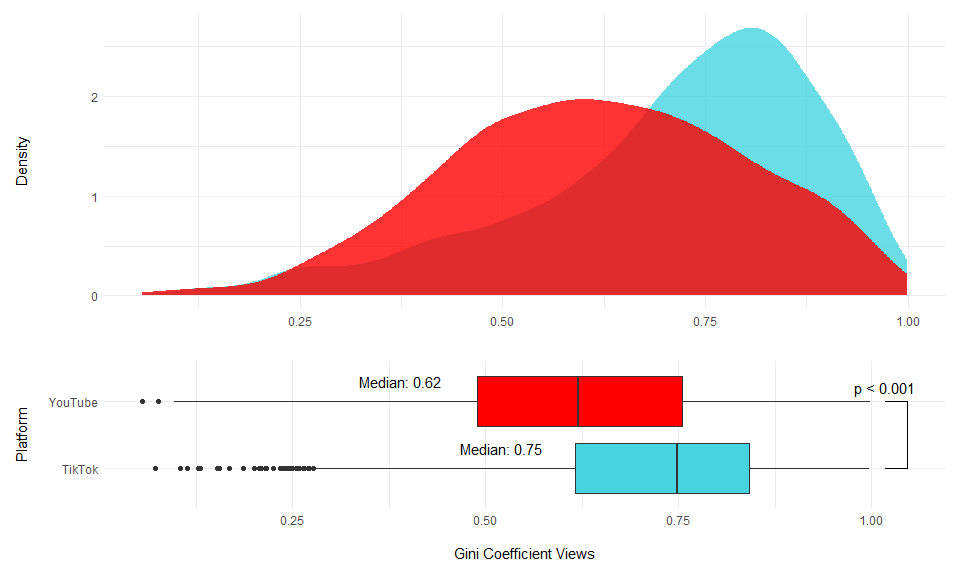 Density
2
1
0
0.25 0.50 0.75 1.00
Platform
YouTube
TikTok
Median: 0.62
Median: 0.75
p < 0.001
0.25 0.50 0.75 1.00
Gini Coefficient Views